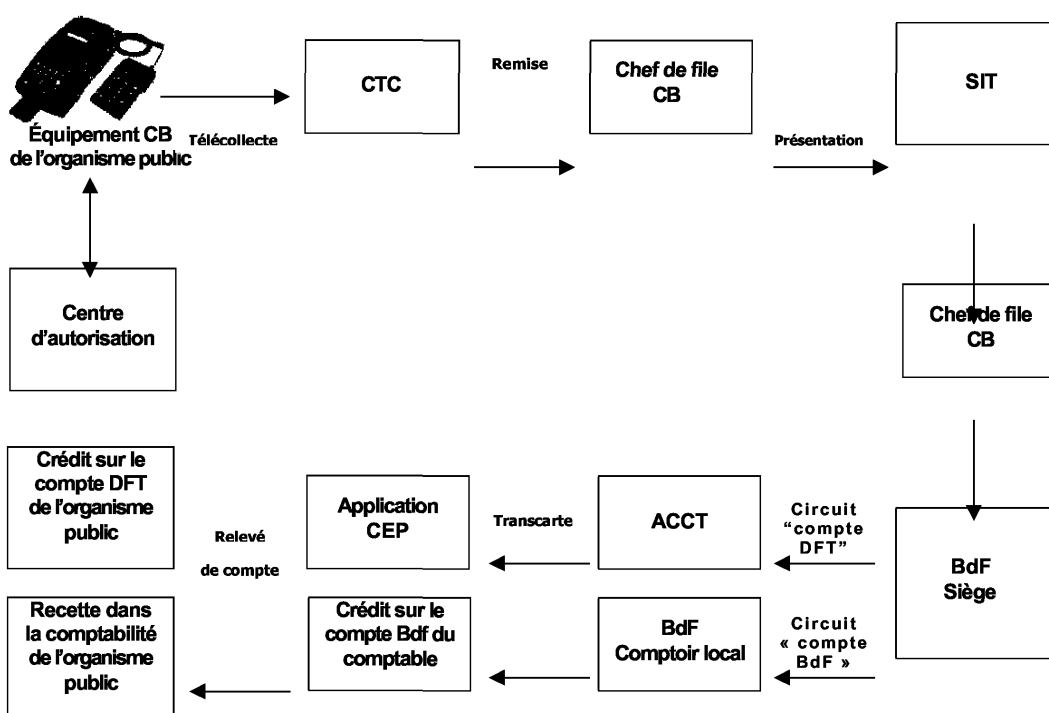 Équipement CB
de l'organisme public
Télécollecte
CTC
Remise
Chef de file
CB
Présentation
SIT
Centre
d'autorisation
Chef de file
CB
Crédit sur le
compte DFT
de l'organisme
public
Relevé
de compte
Application
CEP
Transcarte
ACCT
Circuit
“compte
DFT”
BdF
Siège
Recette dans
la comptabilité
de l'organisme
public
Crédit sur le
compte Bdf du
comptable
BdF
Comptoir local
Circuit
« compte
BdF »